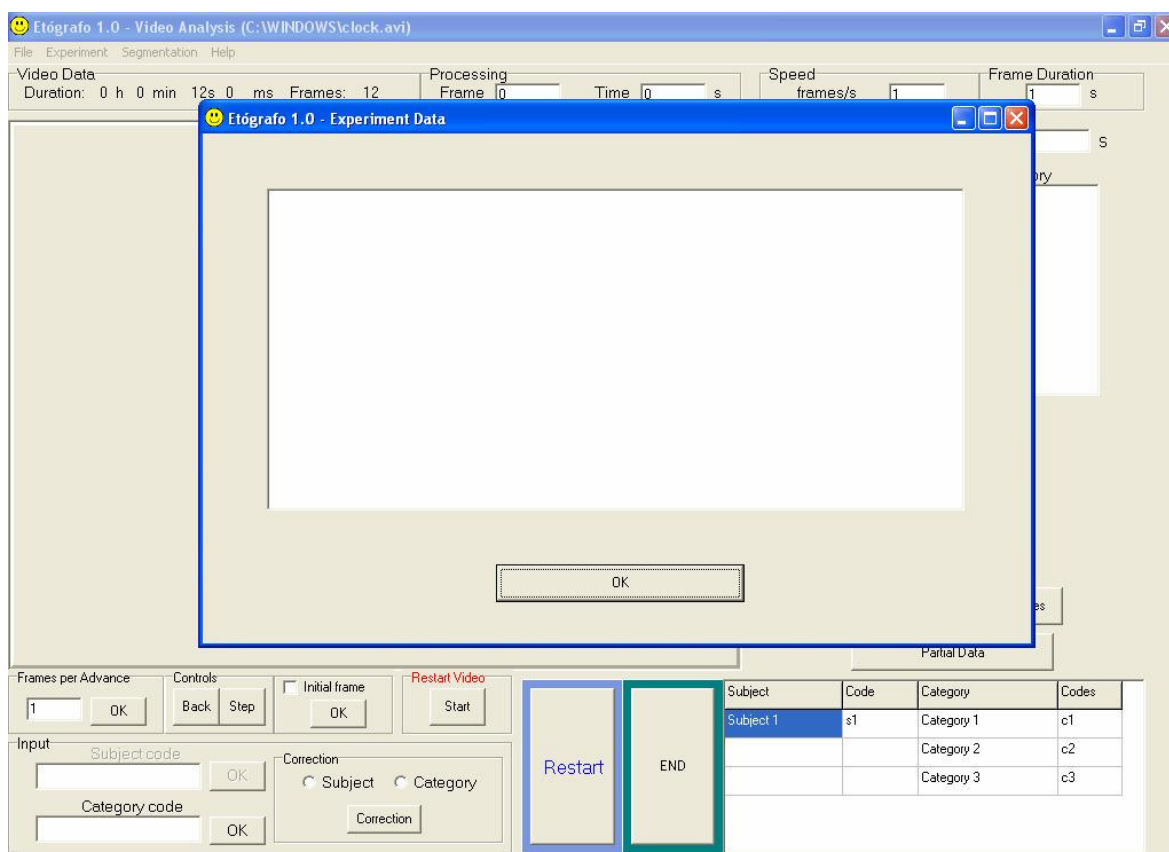 Etógrafo 1.0 - Video Analysis (C:\WINDOWS\clock.avi)
File Experiment Segmentation Help
Video Data Processing Speed Frame Duration
Duration: 0 h 0 min 12s 0 ms Frames: 12 Frame 0 Time 0 s frames/s 1 1 s
Etógrafo 1.0 - Experiment Data
S
OK
Partial Data
Frames per Advance Controls Initial frame Restart Video
1 OK Back Step OK Start
Subject Code Category Codes
Subject 1 s1 Category 1 c1
Category 2 c2
Category 3 c3
Input
Subject code
OK
Category code
OK
Correction
Subject Category
Correction
Restart
END